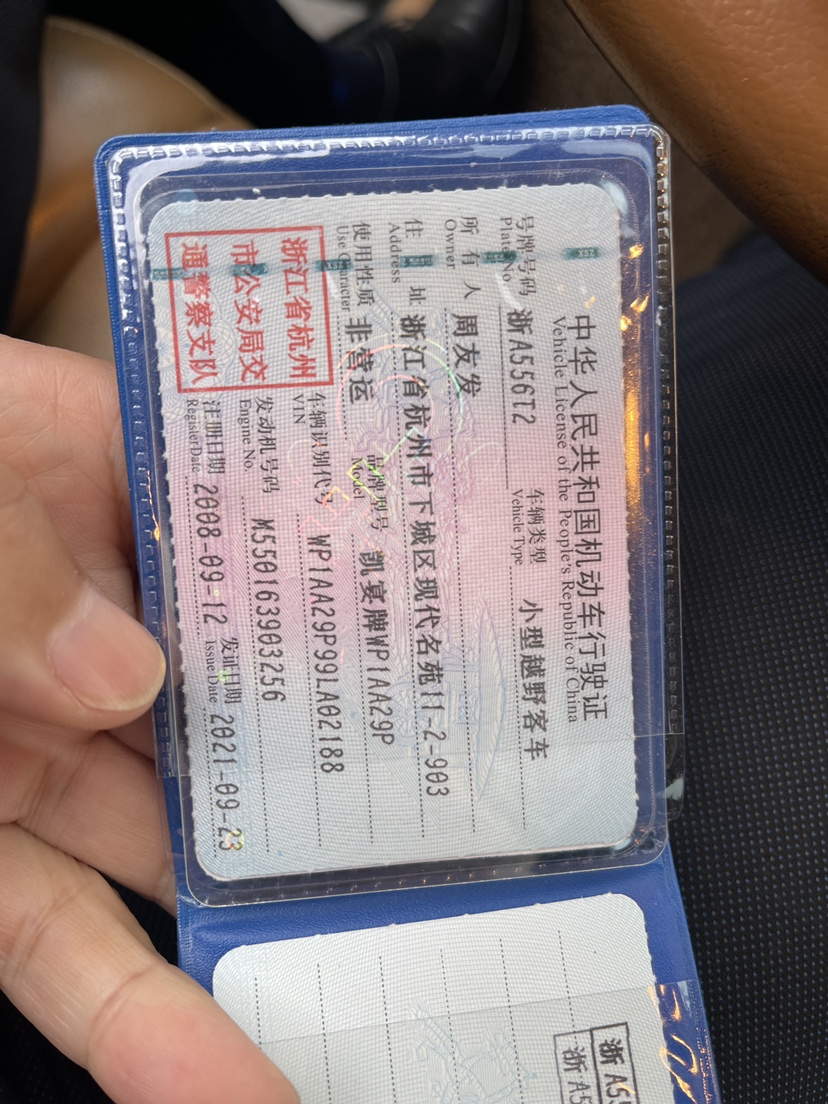 中华人民共和国机动车行驶证
Vehicle License of the People's Republic of China
号牌号码 浙A556T2 车辆类型 小型越野客车
Plate No. Vehicle Type
所有人 周友发
Owner
住址 浙江省杭州市下城区现代名苑11-2-903
Address
使用性质 非营运 品牌型号 凯宴牌WP1AA29P
Use Character Model
浙江省杭州
市公安局交
通警察支队
车辆识别代号 WP1AA29P99LA02188
VIN
发动机号码 M550163903256
Engine No.
注册日期 2008-09-12 发证日期 2021-09-23
Register Date Issue Date
浙A55
浙A5